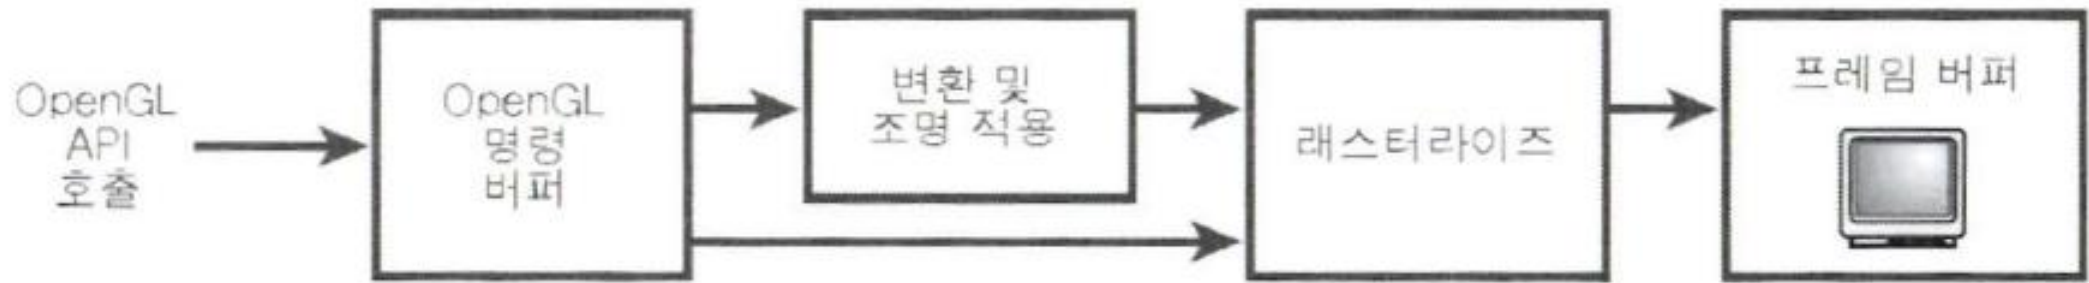 OpenGL
API
호출
OpenGL
명령
버퍼
변환 및
조명 적용
래스터라이즈
프레임 버퍼